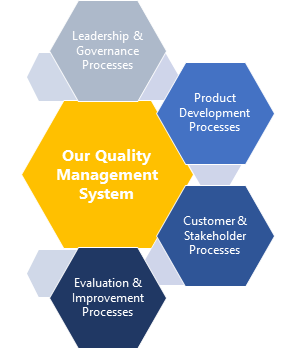 Leadership &
Governance
Processes
Product
Development
Processes
Our Quality
Management
System
Customer &
Stakeholder
Processes
Evaluation &
Improvement
Processes